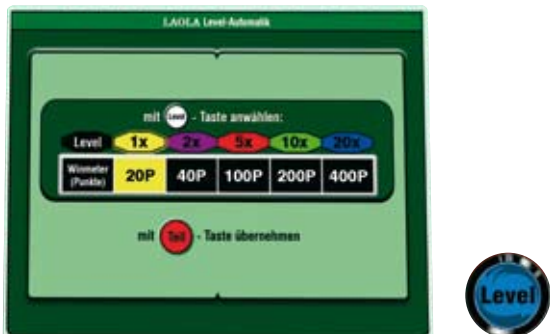 LAOLA Level-Automatik
mit Level - Taste anwählen:
Level 1x 2x 5x 10x 20x
Winmeter (Punkte) 20P 40P 100P 200P 400P
mit Teil - Taste übernehmen
Level